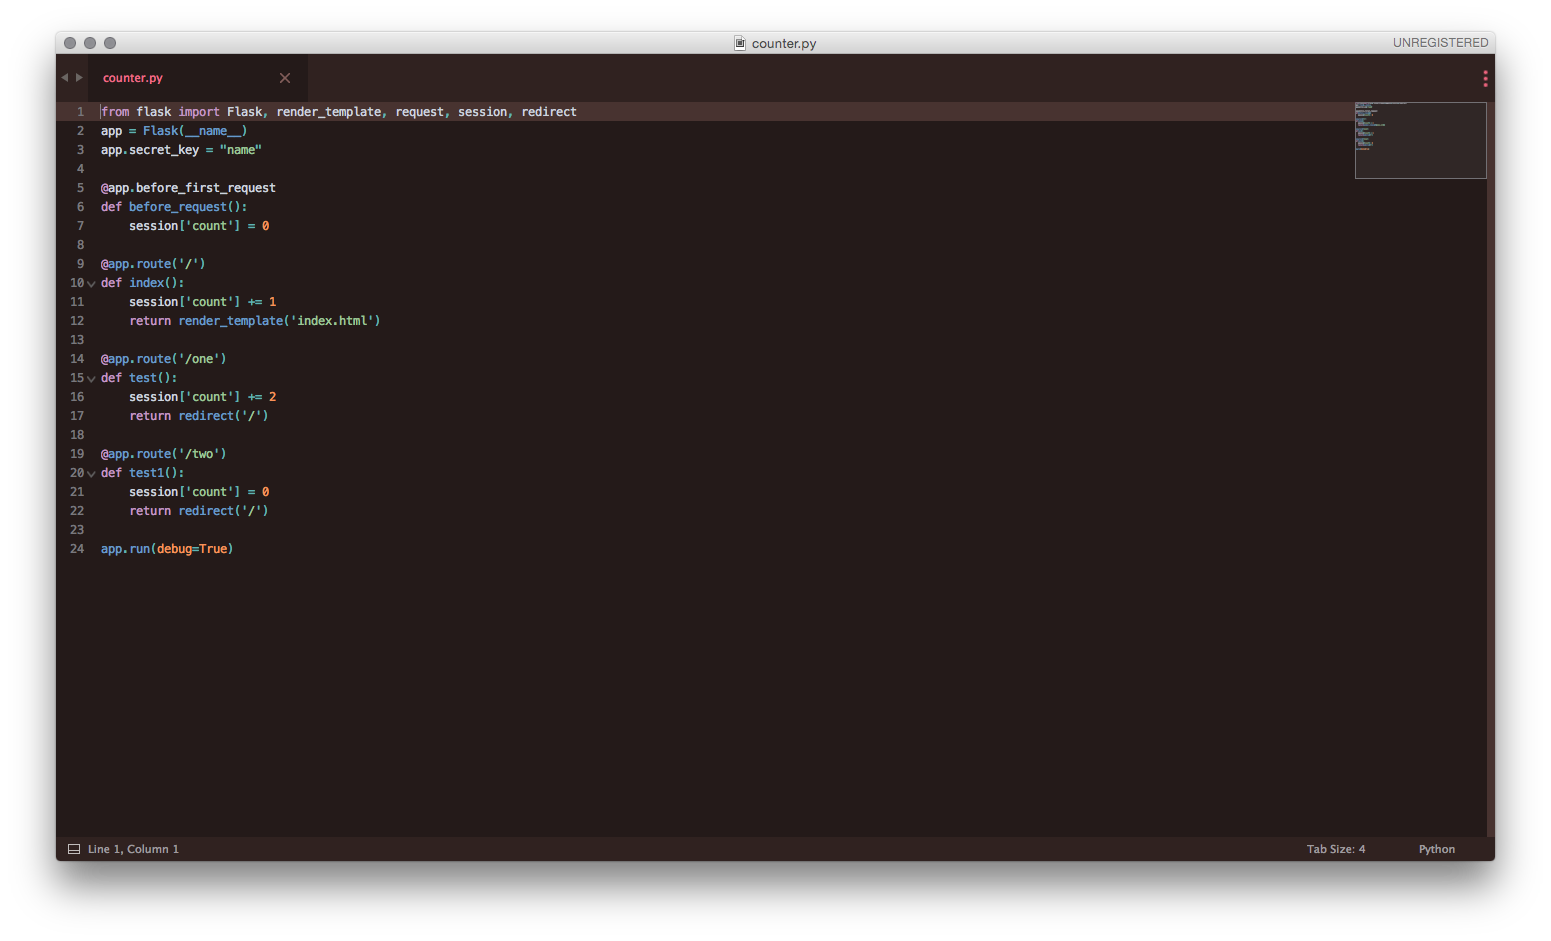 counter.py
UNREGISTERED
counter.py
1 from flask import Flask, render_template, request, session, redirect
2 app = Flask(__name__)
3 app.secret_key = "name"
4
5 @app.before_first_request
6 def before_request():
7     session['count'] = 0
8
9 @app.route('/')
10 def index():
11     session['count'] += 1
12     return render_template('index.html')
13
14 @app.route('/one')
15 def test():
16     session['count'] += 2
17     return redirect('/')
18
19 @app.route('/two')
20 def test1():
21     session['count'] = 0
22     return redirect('/')
23
24 app.run(debug=True)
Line 1, Column 1
Tab Size: 4
Python